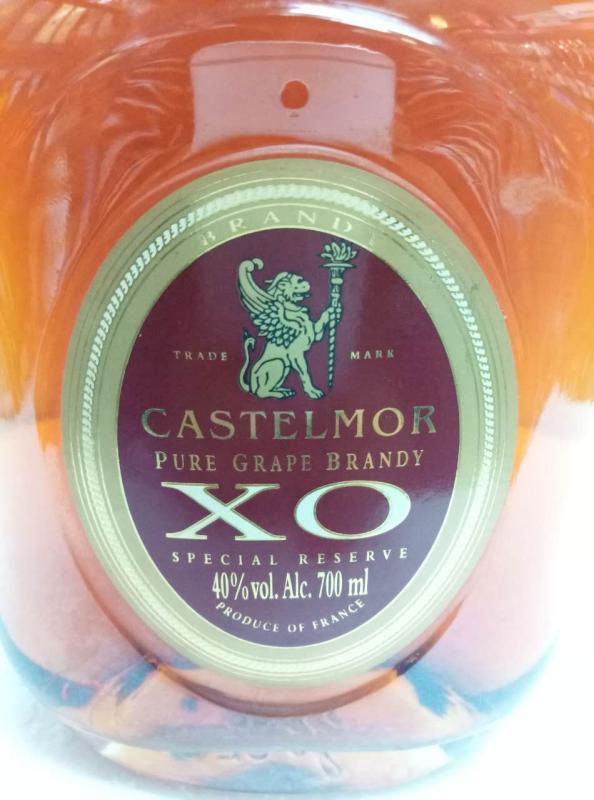 BRANDY
TRADE MARK
CASTELMOR
PURE GRAPE BRANDY
XO
SPECIAL RESERVE
40%vol. Alc. 700 ml
PRODUCE OF FRANCE